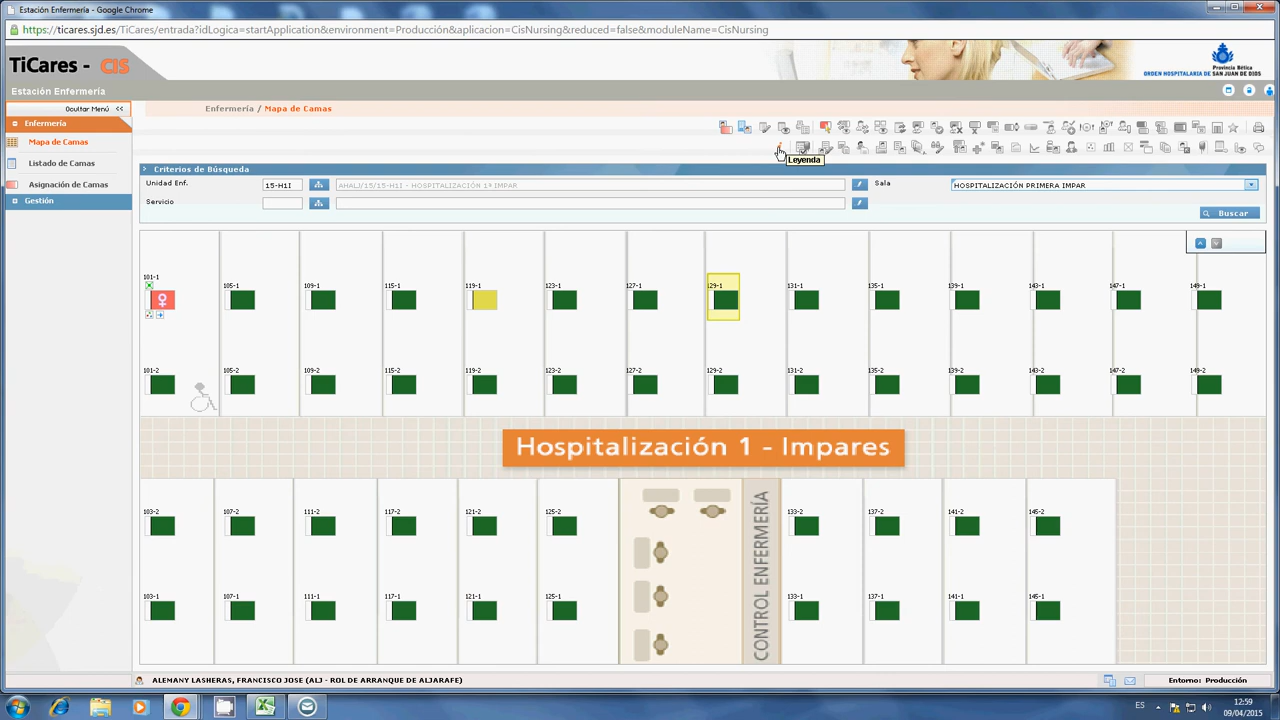 Estación Enfermería - Google Chrome
https://ticares.sjd.es/TiCares/entrada?idLogica=startApplication&environment=Producción&aplicacion=CisNursing&reduced=false&moduleName=CisNursing
TiCares - CIS
Provincia Bética
ORDEN HOSPITALARIA DE SAN JUAN DE DIOS
Estación Enfermería
Ocultar Menú <<
Enfermería / Mapa de Camas
Enfermería
Mapa de Camas
Listado de Camas
Asignación de Camas
Gestión
Leyenda
Criterios de Búsqueda
Unidad Enf. 15-H1I AHALJ/15/15-H1I - HOSPITALIZACIÓN 1ª IMPAR Sala HOSPITALIZACIÓN PRIMERA IMPAR
Servicio
Buscar
101-1 105-1 109-1 115-1 119-1 123-1 127-1 129-1 131-1 135-1 139-1 143-1 147-1 149-1
101-2 105-2 109-2 115-2 119-2 123-2 127-2 129-2 131-2 135-2 139-2 143-2 147-2 149-2
Hospitalización 1 - Impares
103-2 107-2 111-2 117-2 121-2 125-2 133-2 137-2 141-2 145-2
CONTROL ENFERMERÍA
103-1 107-1 111-1 117-1 121-1 125-1 133-1 137-1 141-1 145-1
ALEMANY LASHERAS, FRANCISCO JOSE (ALJ - ROL DE ARRANQUE DE ALJARAFE)
Entorno: Producción
ES
12:59
09/04/2015